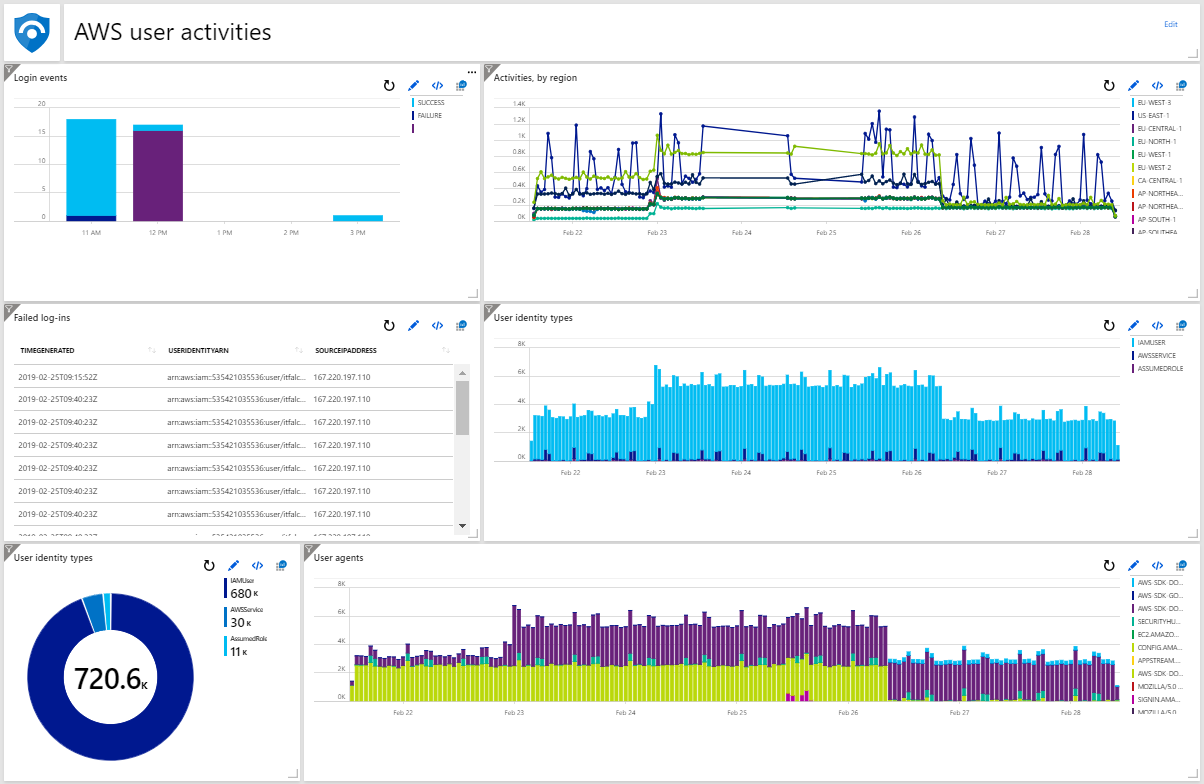 AWS user activities
Edit
Login events
20
15
10
5
0
11 AM 12 PM 1 PM 2 PM 3 PM
SUCCESS
FAILURE
Activities, by region
1.4K
1.2K
1K
0.8K
0.6K
0.4K
0.2K
0K
Feb 22 Feb 23 Feb 24 Feb 25 Feb 26 Feb 27 Feb 28
EU-WEST-3
US-EAST-1
EU-CENTRAL-1
EU-NORTH-1
EU-WEST-1
EU-WEST-2
CA-CENTRAL-1
AP-NORTHEA...
AP-NORTHEA...
AP-SOUTH-1
AP-SOUTHEA...
Failed log-ins
TIMEGENERATED USERIDENTITYARN SOURCEIPADDRESS
2019-02-25T09:15:52Z arn:aws:iam::535421035536:user/itfalc... 167.220.197.110
2019-02-25T09:40:23Z arn:aws:iam::535421035536:user/itfalc... 167.220.197.110
2019-02-25T09:40:23Z arn:aws:iam::535421035536:user/itfalc... 167.220.197.110
2019-02-25T09:40:23Z arn:aws:iam::535421035536:user/itfalc... 167.220.197.110
2019-02-25T09:40:23Z arn:aws:iam::535421035536:user/itfalc... 167.220.197.110
2019-02-25T09:40:23Z arn:aws:iam::535421035536:user/itfalc... 167.220.197.110
2019-02-25T09:40:23Z arn:aws:iam::535421035536:user/itfalc... 167.220.197.110
User identity types
8K
6K
4K
2K
0K
Feb 22 Feb 23 Feb 24 Feb 25 Feb 26 Feb 27 Feb 28
IAMUSER
AWSSERVICE
ASSUMEDROLE
User identity types
720.6K
IAMUser
680 K
AWSService
30 K
AssumedRole
11 K
User agents
8K
6K
4K
2K
0K
Feb 22 Feb 23 Feb 24 Feb 25 Feb 26 Feb 27 Feb 28
AWS-SDK-DO...
AWS-SDK-GO...
AWS-SDK-DO...
SECURITYHU...
EC2.AMAZO...
CONFIG.AMA...
APPSTREAM....
AWS-SDK-DO...
MOZILLA/5.0 ...
SIGNIN.AMA...
MOZILLA/5.0